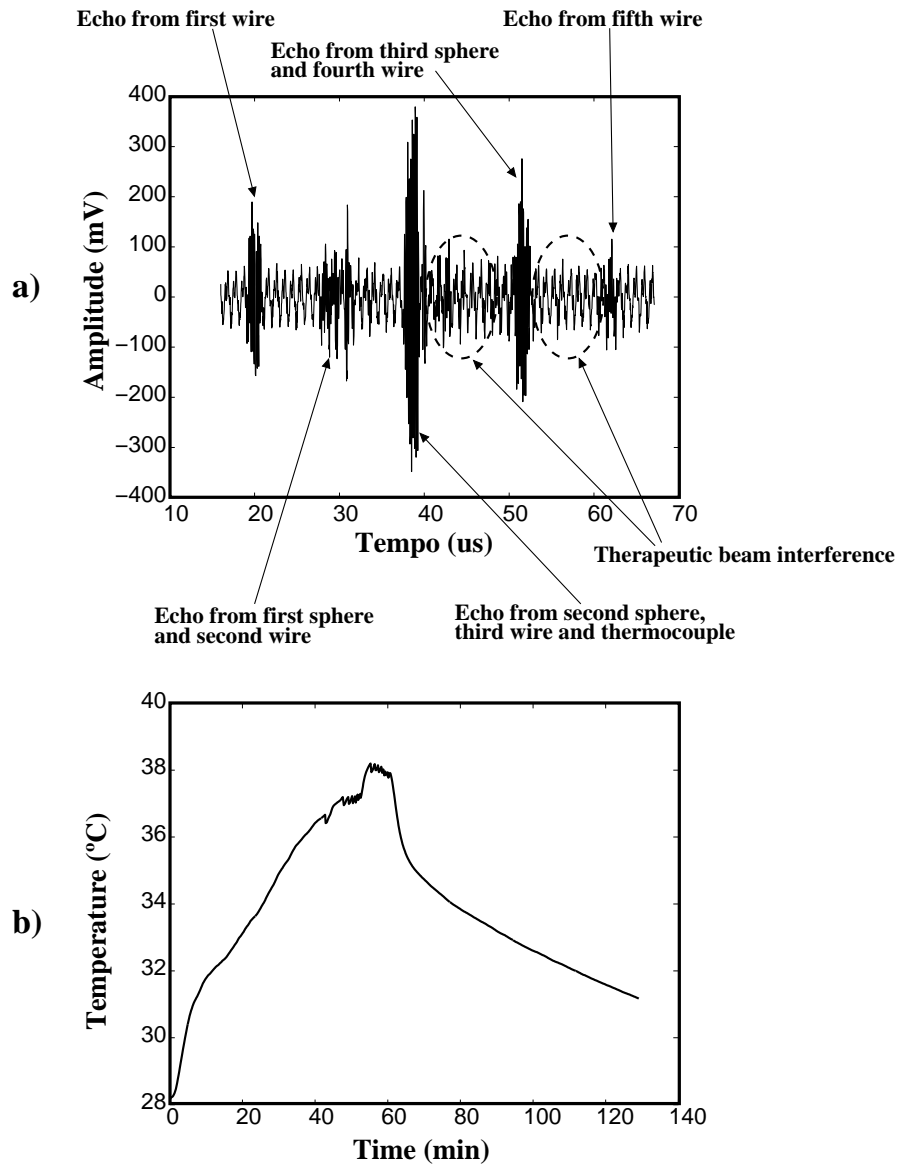 Echo from first wire
Echo from fifth wire
Echo from third sphere
and fourth wire
a)
Amplitude (mV)
400
300
200
100
0
−100
−200
−300
−400
10
20
30
40
50
60
70
Tempo (us)
Therapeutic beam interference
Echo from first sphere
and second wire
Echo from second sphere,
third wire and thermocouple
b)
Temperature (ºC)
40
38
36
34
32
30
28
0
20
40
60
80
100
120
140
Time (min)